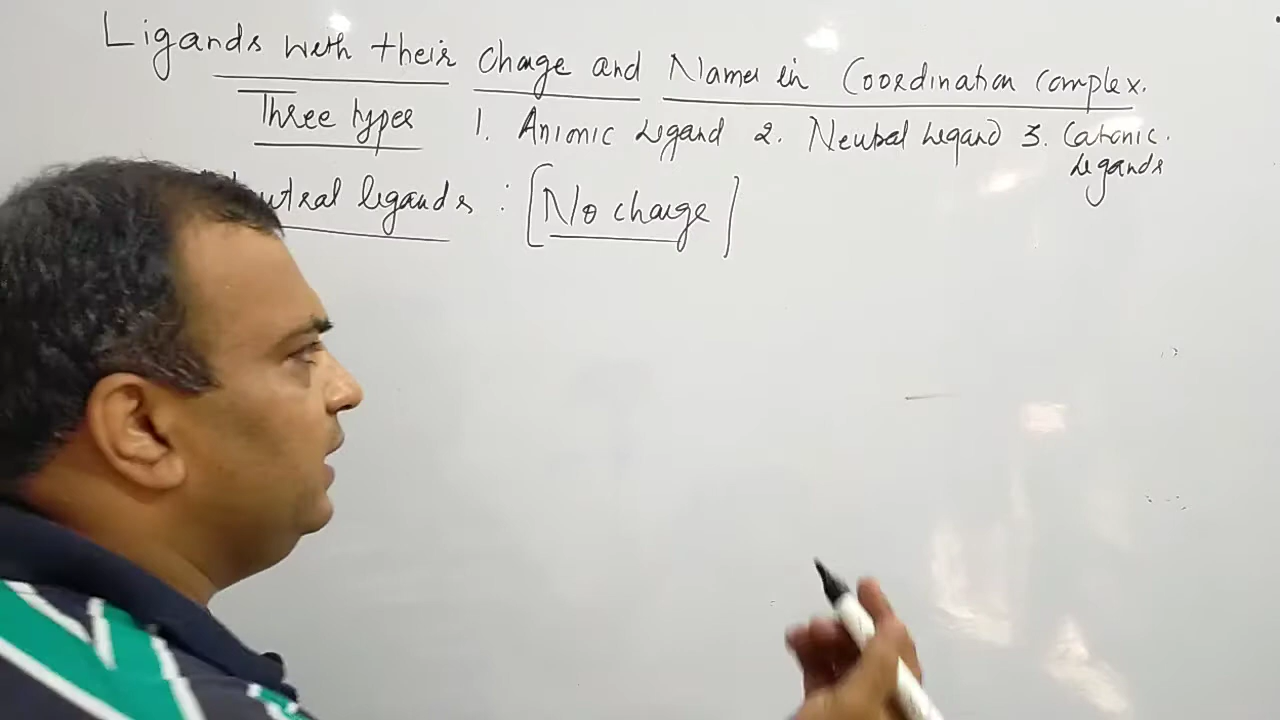 Ligands with their Charge and Names in Coordination complex.
Three types 1. Anionic Ligand 2. Neutral Ligand 3. Cationic
Ligands
utral ligands : [No charge]